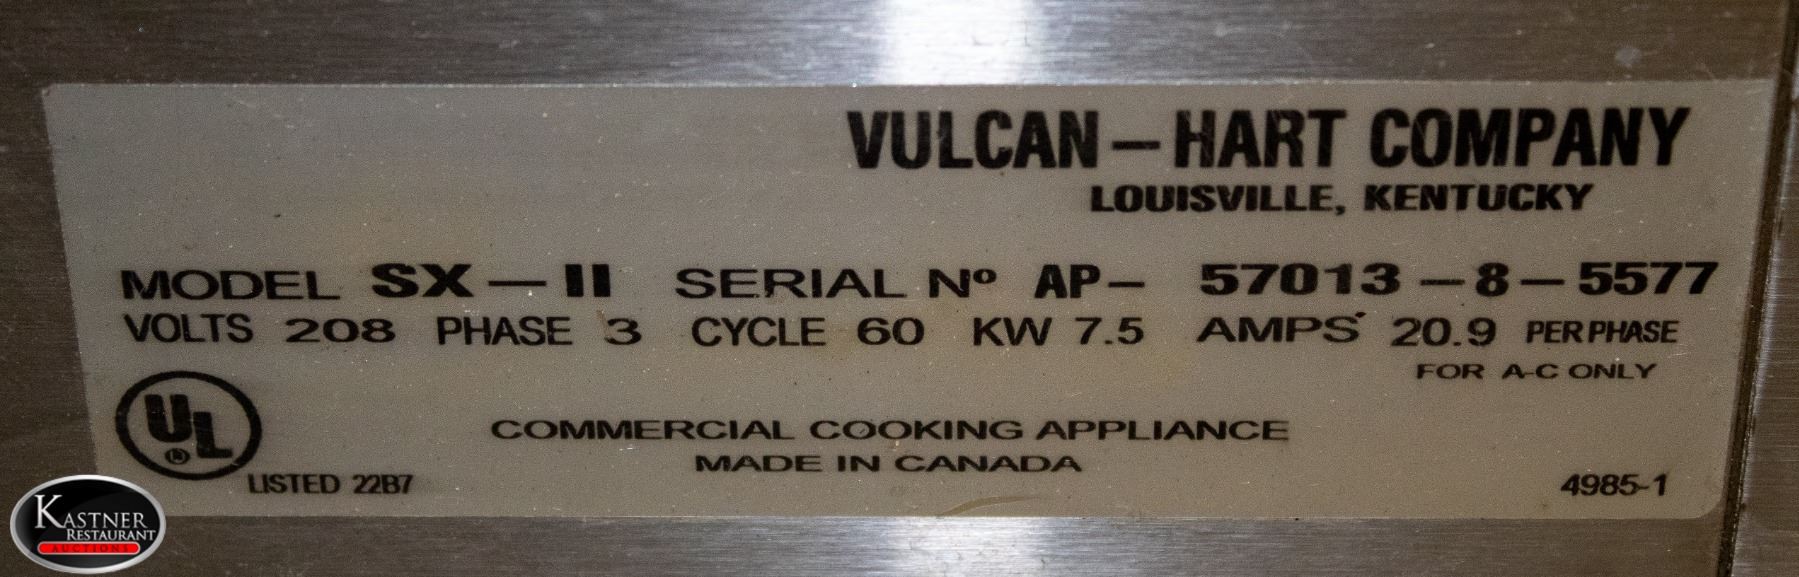 VULCAN-HART COMPANY
LOUISVILLE, KENTUCKY
MODEL SX-II SERIAL Nº AP- 57013-8-5577
VOLTS 208 PHASE 3 CYCLE 60 KW 7.5 AMPS 20.9 PER PHASE
FOR A-C ONLY
UL
COMMERCIAL COOKING APPLIANCE
MADE IN CANADA
LISTED 22B7
4985-1
KASTNER
RESTAURANT
AUCTIONS